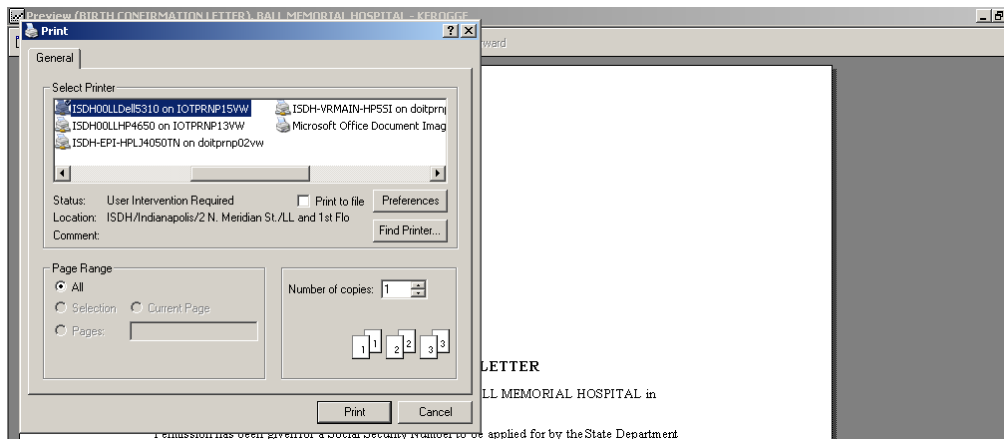 Preview (BIRTH CONFIRMATION LETTER), BALL MEMORIAL HOSPITAL - KEROGGE
Print
General
rward
Select Printer
ISDH00LLDell5310 on IOTPRNP15VW
ISDH-VRMAIN-HP5SI on doitprnp
ISDH00LLHP4650 on IOTPRNP13VW
Microsoft Office Document Imag
ISDH-EPI-HPLJ4050TN on doitprnp02vw
Status: User Intervention Required
Print to file
Preferences
Location: ISDH/Indianapolis/2 N. Meridian St./LL and 1st Flo
Comment:
Find Printer...
Page Range
All
Selection
Current Page
Pages:
Number of copies: 1
1 1 2 2 3 3
LETTER
LL MEMORIAL HOSPITAL in
Print
Cancel
Permission has been given for a Social Security Number to be applied for by the State Department